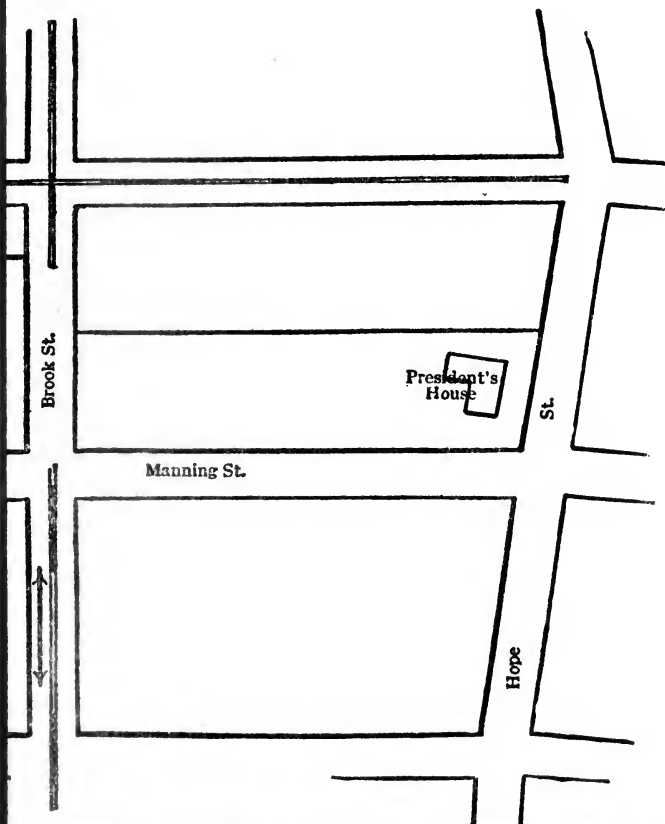 Brook St.
President's
House
St.
Manning St.
Hope